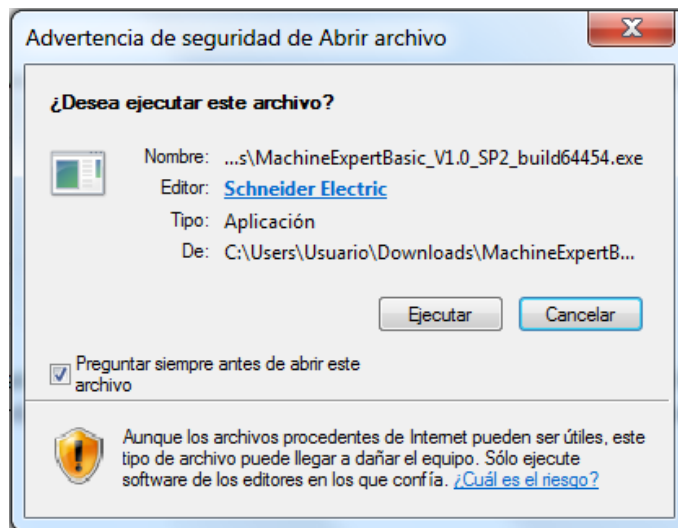 Advertencia de seguridad de Abrir archivo
¿Desea ejecutar este archivo?
Nombre: ...s\MachineExpertBasic_V1.0_SP2_build64454.exe
Editor: Schneider Electric
Tipo: Aplicación
De: C:\Users\Usuario\Downloads\MachineExpertB...
Ejecutar Cancelar
Preguntar siempre antes de abrir este
archivo
Aunque los archivos procedentes de Internet pueden ser útiles, este
tipo de archivo puede llegar a dañar el equipo. Sólo ejecute
software de los editores en los que confía. ¿Cuál es el riesgo?